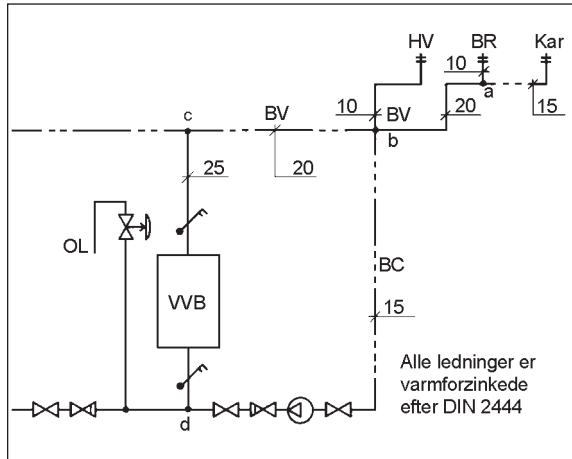 HV BR Kar
10
a
10 BV 20 15
c BV b
25 20
OL
VVB
BC
15
Alle ledninger er
varmforzinkede
efter DIN 2444
d